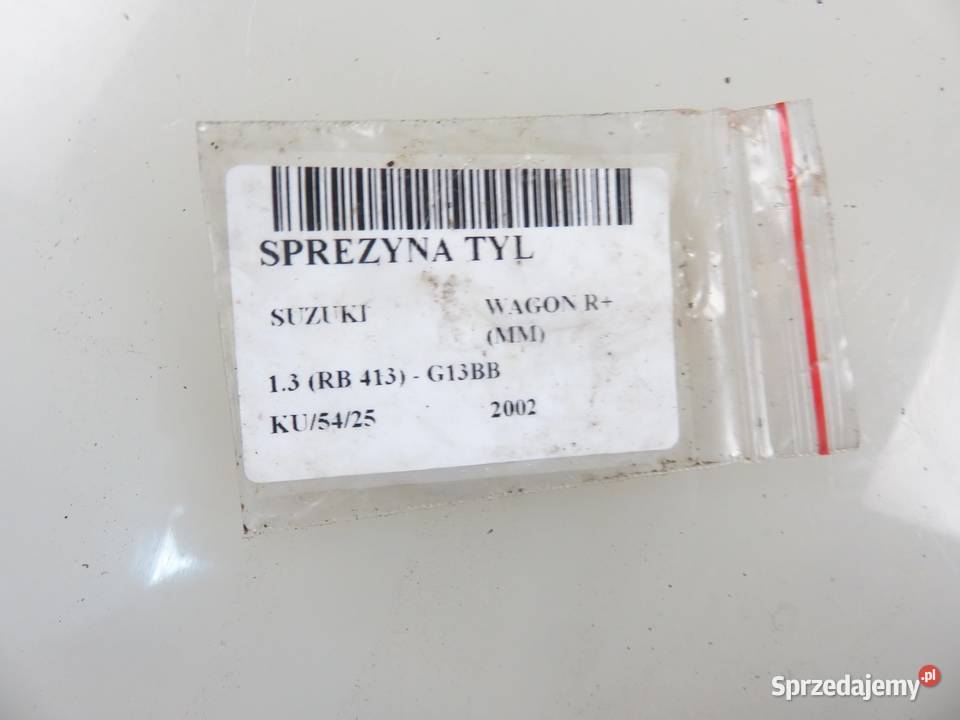 SPREZYNA TYL
SUZUKI WAGON R+
(MM)
1.3 (RB 413) - G13BB
KU/54/25 2002
Sprzedajemy.pl